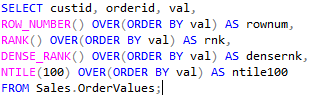 SELECT custid, orderid, val,
ROW_NUMBER() OVER(ORDER BY val) AS rownum,
RANK() OVER(ORDER BY val) AS rnk,
DENSE_RANK() OVER(ORDER BY val) AS densernk,
NTILE(100) OVER(ORDER BY val) AS ntile100
FROM Sales.OrderValues;